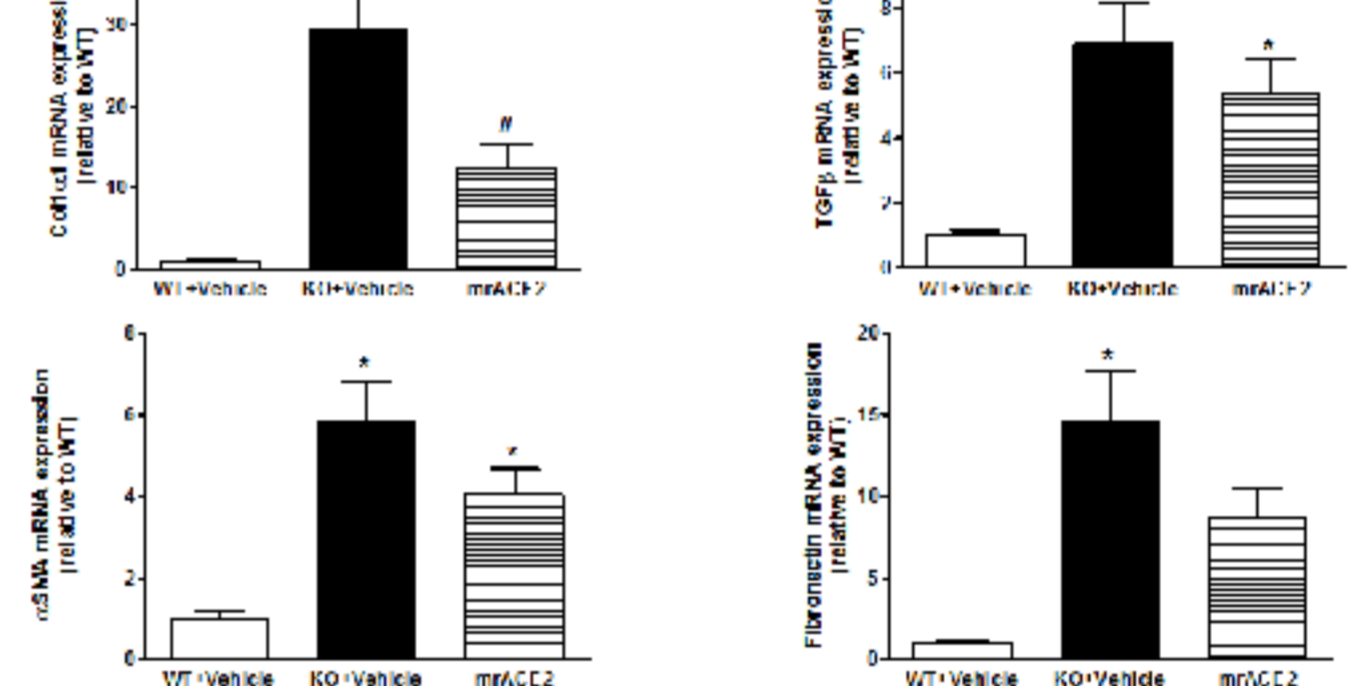 Col1α1 mRNA expressi
(relative to WT)
30
20
10
0
#
WT+Vehicle KO+Vehicle mrACE2
TGFβ mRNA expressio
(relative to WT)
8
6
4
2
0
*
WT+Vehicle KO+Vehicle mrACE2
αSMA mRNA expression
(relative to WT)
8
6
4
2
0
*
*
WT+Vehicle KO+Vehicle mrACE2
Fibronectin mRNA expression
(relative to WT)
20
15
10
5
0
*
WT+Vehicle KO+Vehicle mrACE2